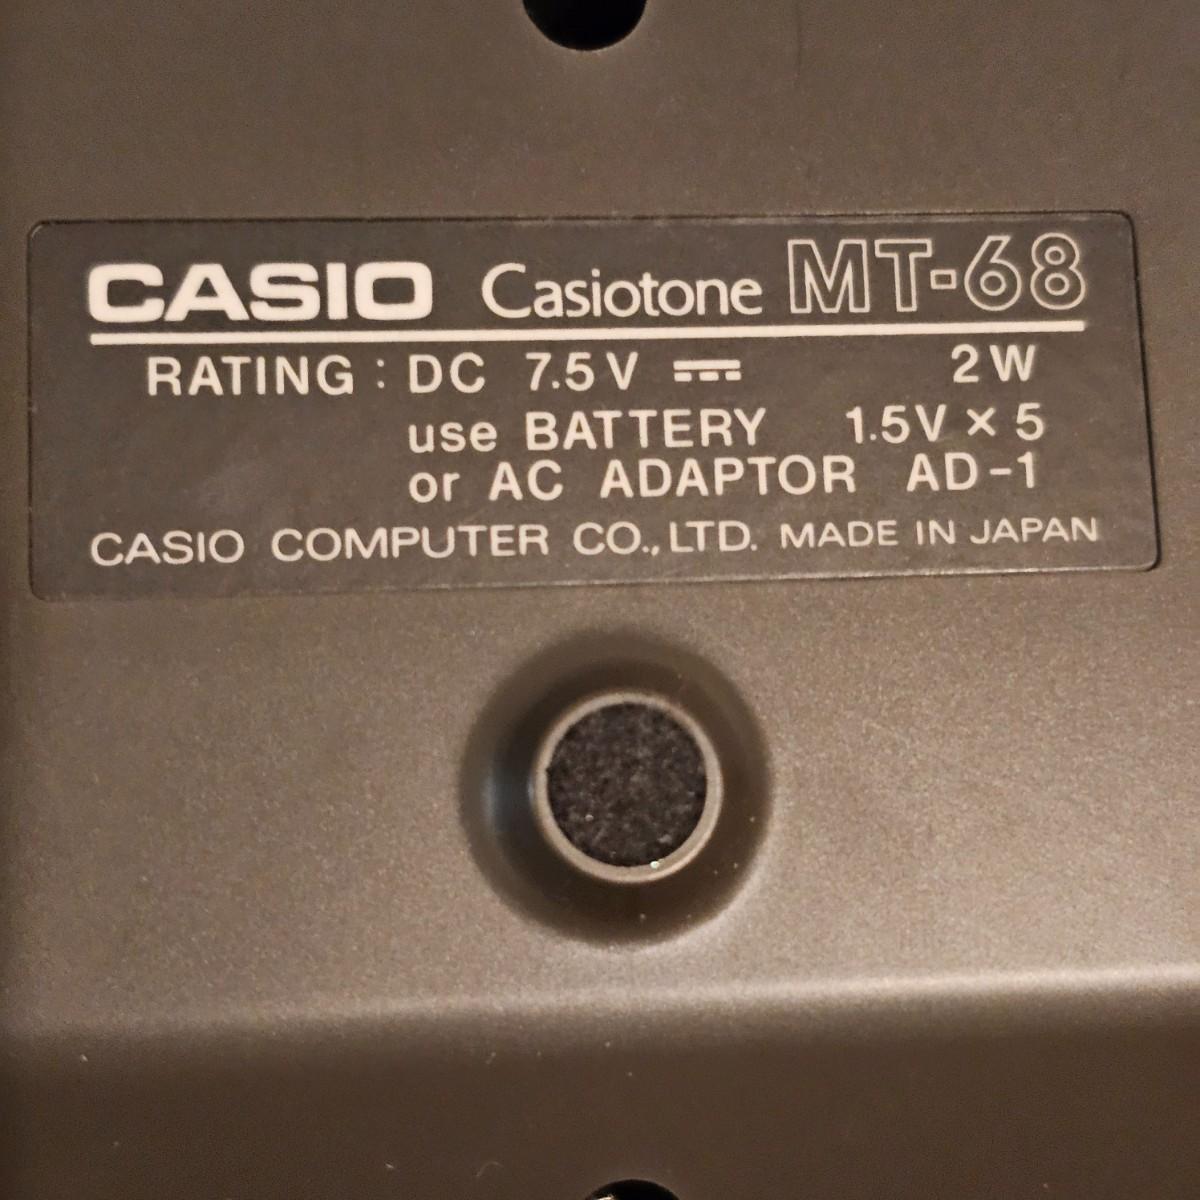 CASIO Casiotone MT-68
RATING : DC 7.5V ⎓ 2W
use BATTERY 1.5V × 5
or AC ADAPTOR AD-1
CASIO COMPUTER CO., LTD. MADE IN JAPAN